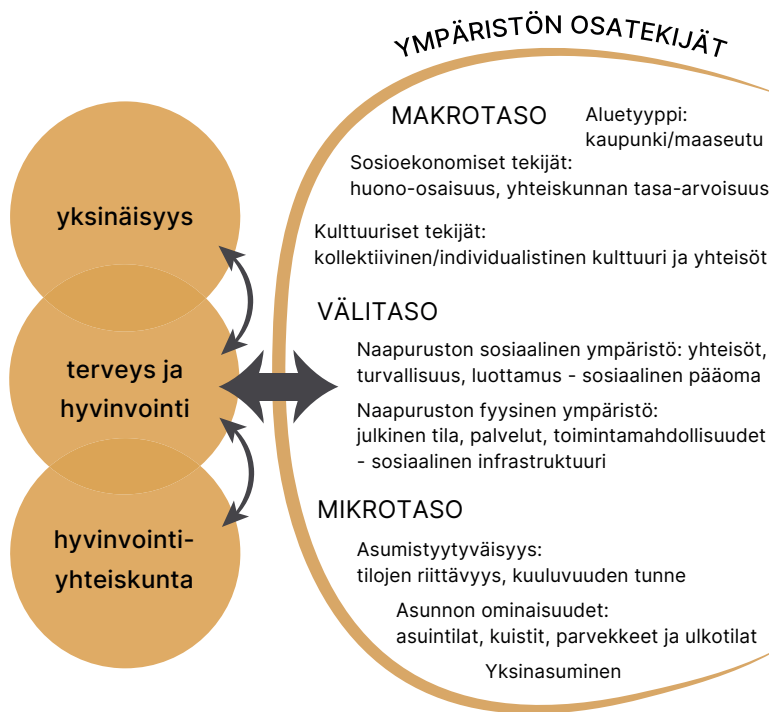 YMPÄRISTÖN OSATEKIJÄT
MAKROTASO
Aluetyyppi:
kaupunki/maaseutu
Sosioekonomiset tekijät:
huono-osaisuus, yhteiskunnan tasa-arvoisuus
Kulttuuriset tekijät:
kollektiivinen/individualistinen kulttuuri ja yhteisöt
VÄLITASO
Naapuruston sosiaalinen ympäristö: yhteisöt,
turvallisuus, luottamus - sosiaalinen pääoma
Naapuruston fyysinen ympäristö:
julkinen tila, palvelut, toimintamahdollisuudet
- sosiaalinen infrastruktuuri
MIKROTASO
Asumistyytyväisyys:
tilojen riittävyys, kuuluvuuden tunne
Asunnon ominaisuudet:
asuintilat, kuistit, parvekkeet ja ulkotilat
Yksinasuminen
yksinäisyys
terveys ja
hyvinvointi
hyvinvointi-
yhteiskunta